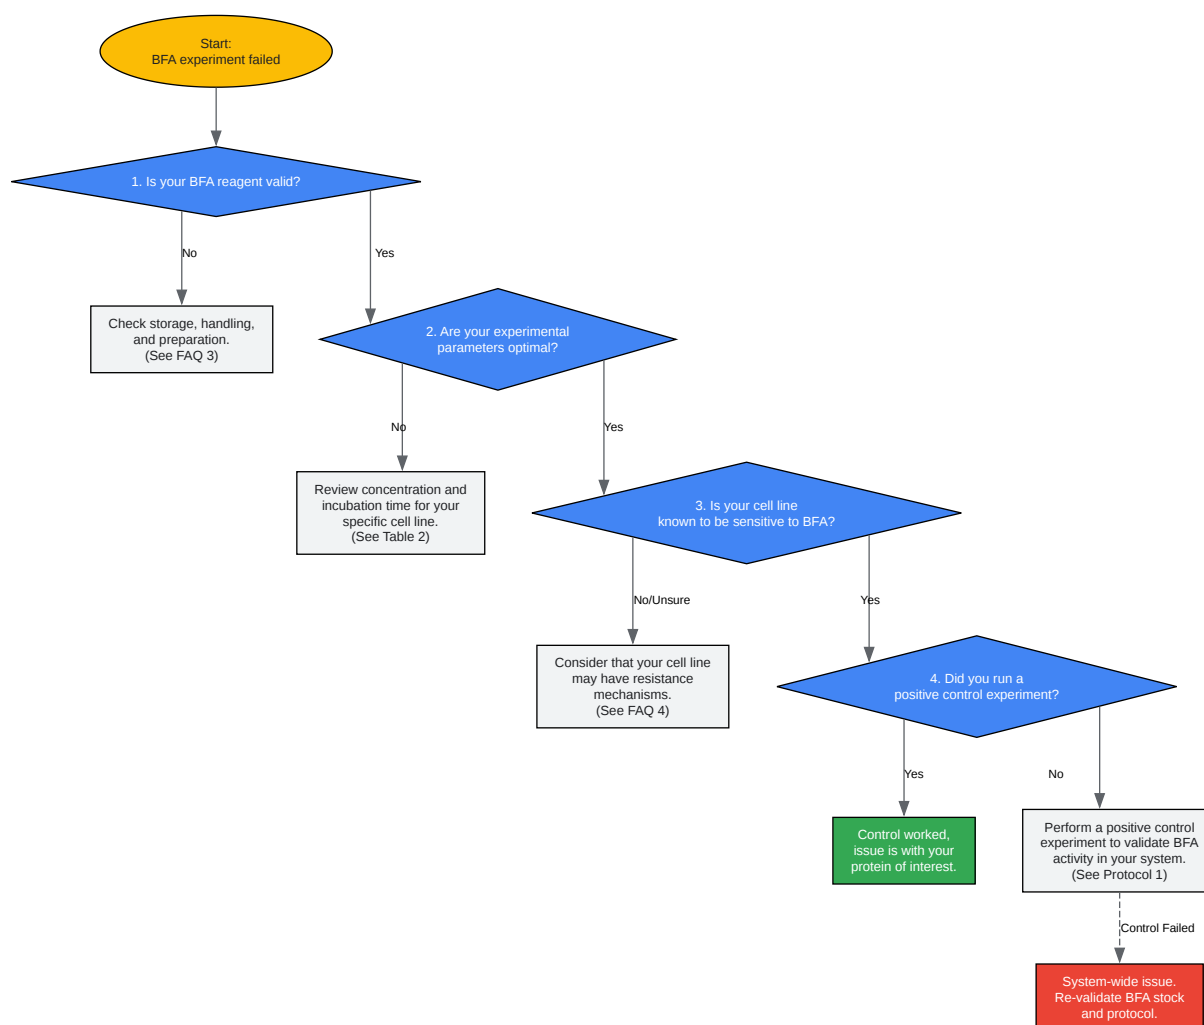 Start:
BFA experiment failed
1. Is your BFA reagent valid?
No
Yes
Check storage, handling,
and preparation.
(See FAQ 3)
2. Are your experimental
parameters optimal?
No
Yes
Review concentration and
incubation time for your
specific cell line.
(See Table 2)
3. Is your cell line
known to be sensitive to BFA?
No/Unsure
Yes
Consider that your cell line
may have resistance
mechanisms.
(See FAQ 4)
4. Did you run a
positive control experiment?
Yes
No
Control worked,
issue is with your
protein of interest.
Perform a positive control
experiment to validate BFA
activity in your system.
(See Protocol 1)
Control Failed
System-wide issue.
Re-validate BFA stock
and protocol.